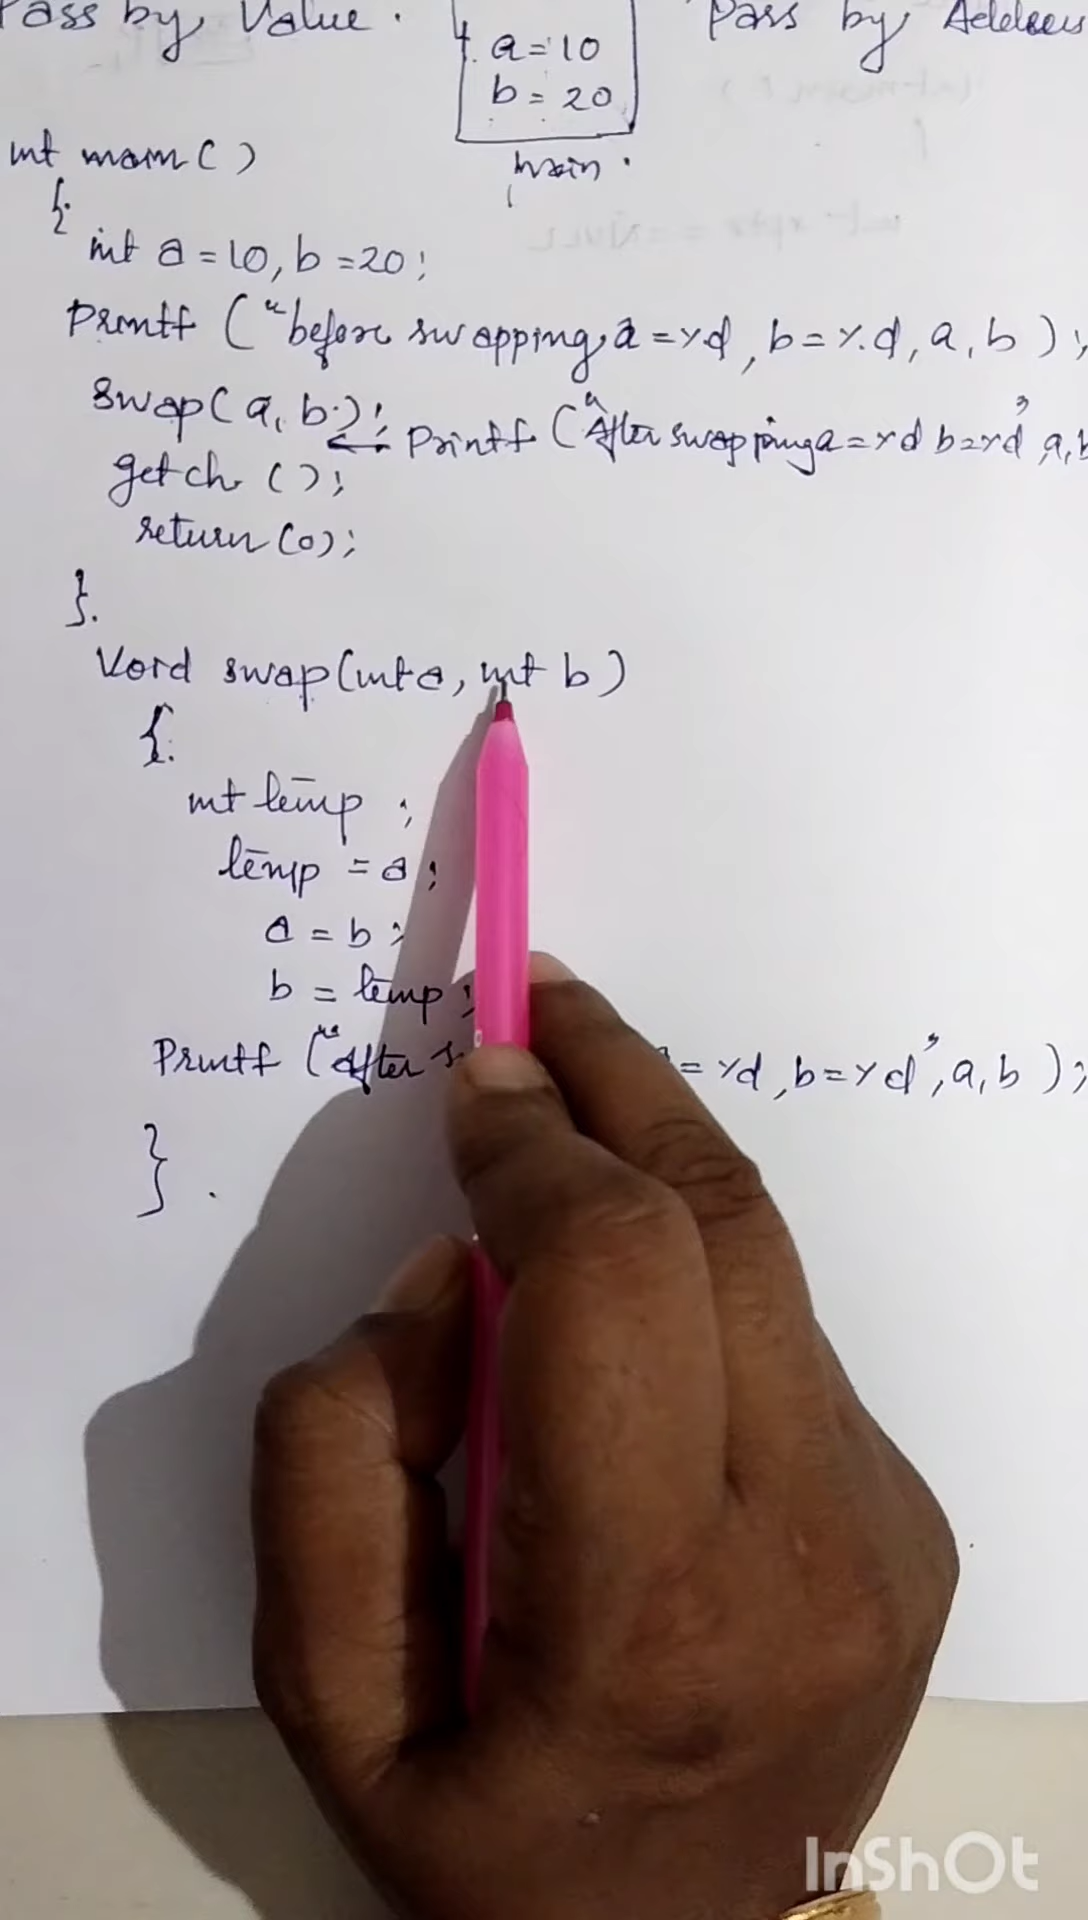 Pass by Value.
a = 10
b = 20
main.
Pass by Address
int main()
{
int a = 10, b = 20;
Printf ("before swapping, a = %d, b = %d, a, b);
swap(a, b);
← Printf ("After swapping a = %d b = %d", a, b
getch ();
return (0);
}.
Void swap(int a, int b)
{
int temp ;
temp = a ;
a = b ;
b = temp ;
Printf ("After s = %d, b = %d", a, b );
}.
InShOt